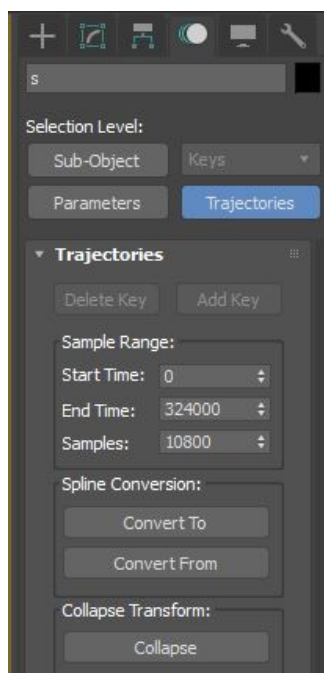 s
Selection Level:
Sub-Object Keys
Parameters Trajectories
Trajectories
Delete Key Add Key
Sample Range:
Start Time: 0
End Time: 324000
Samples: 10800
Spline Conversion:
Convert To
Convert From
Collapse Transform:
Collapse